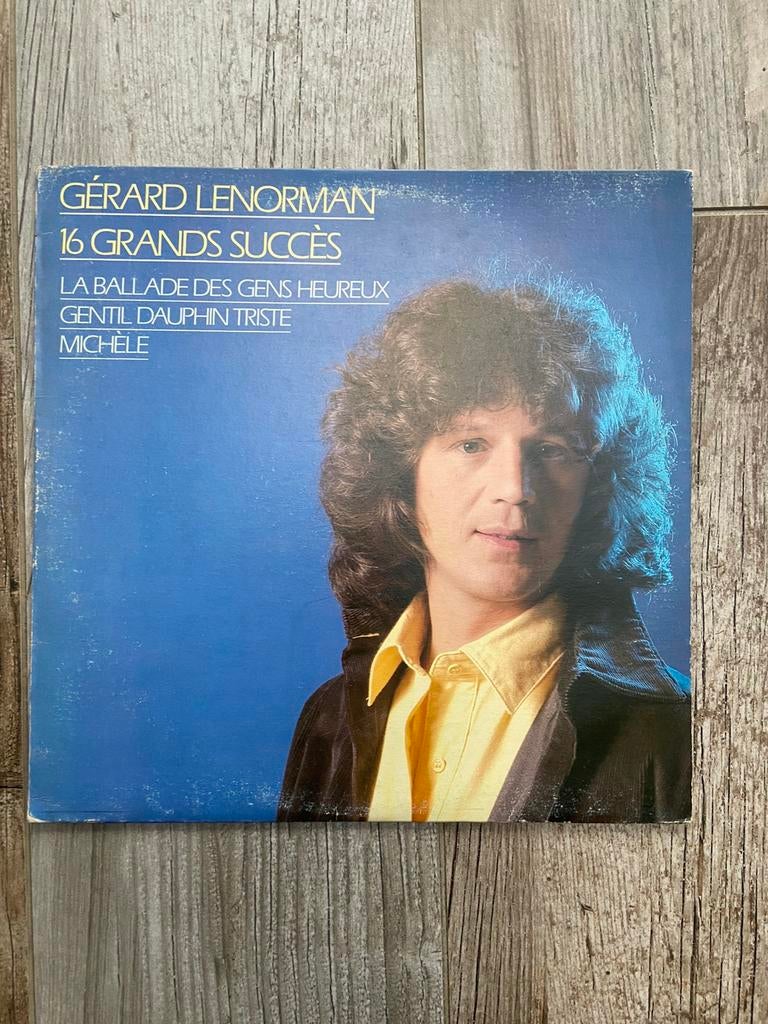 GÉRARD LENORMAN
16 GRANDS SUCCÈS
LA BALLADE DES GENS HEUREUX
GENTIL DAUPHIN TRISTE
MICHÈLE